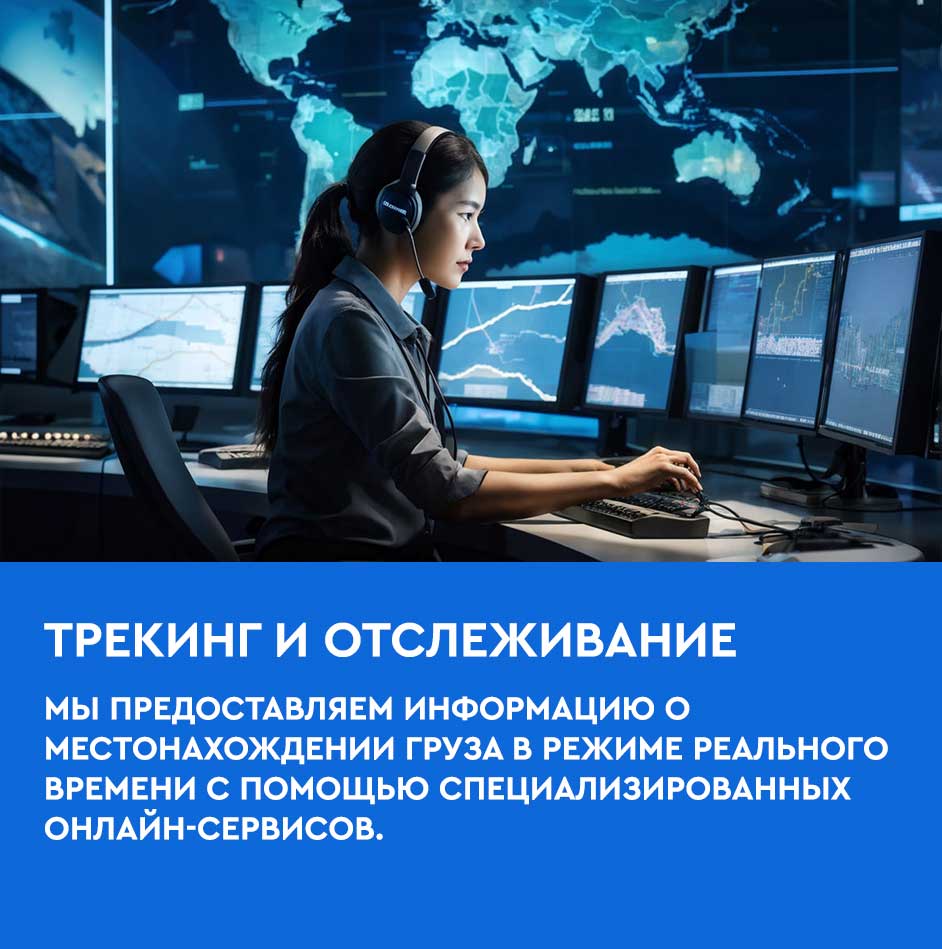 ТРЕКИНГ И ОТСЛЕЖИВАНИЕ
МЫ ПРЕДОСТАВЛЯЕМ ИНФОРМАЦИЮ О
МЕСТОНАХОЖДЕНИИ ГРУЗА В РЕЖИМЕ РЕАЛЬНОГО
ВРЕМЕНИ С ПОМОЩЬЮ СПЕЦИАЛИЗИРОВАННЫХ
ОНЛАЙН-СЕРВИСОВ.